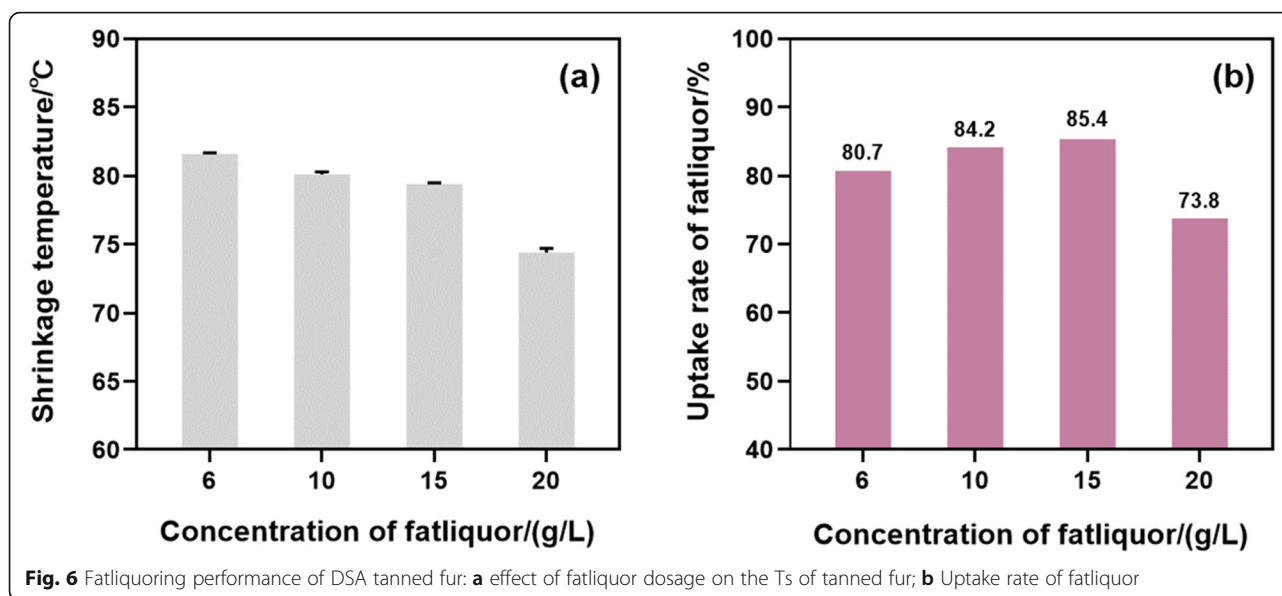 (a)
Shrinkage temperature/°C
90
85
80
75
70
65
60
6 10 15 20
Concentration of fatliquor/(g/L)
(b)
Uptake rate of fatliquor/%
100
90
80
70
60
50
40
80.7
84.2
85.4
73.8
6 10 15 20
Concentration of fatliquor/(g/L)
Fig. 6 Fatliquoring performance of DSA tanned fur: a effect of fatliquor dosage on the Ts of tanned fur; b Uptake rate of fatliquor